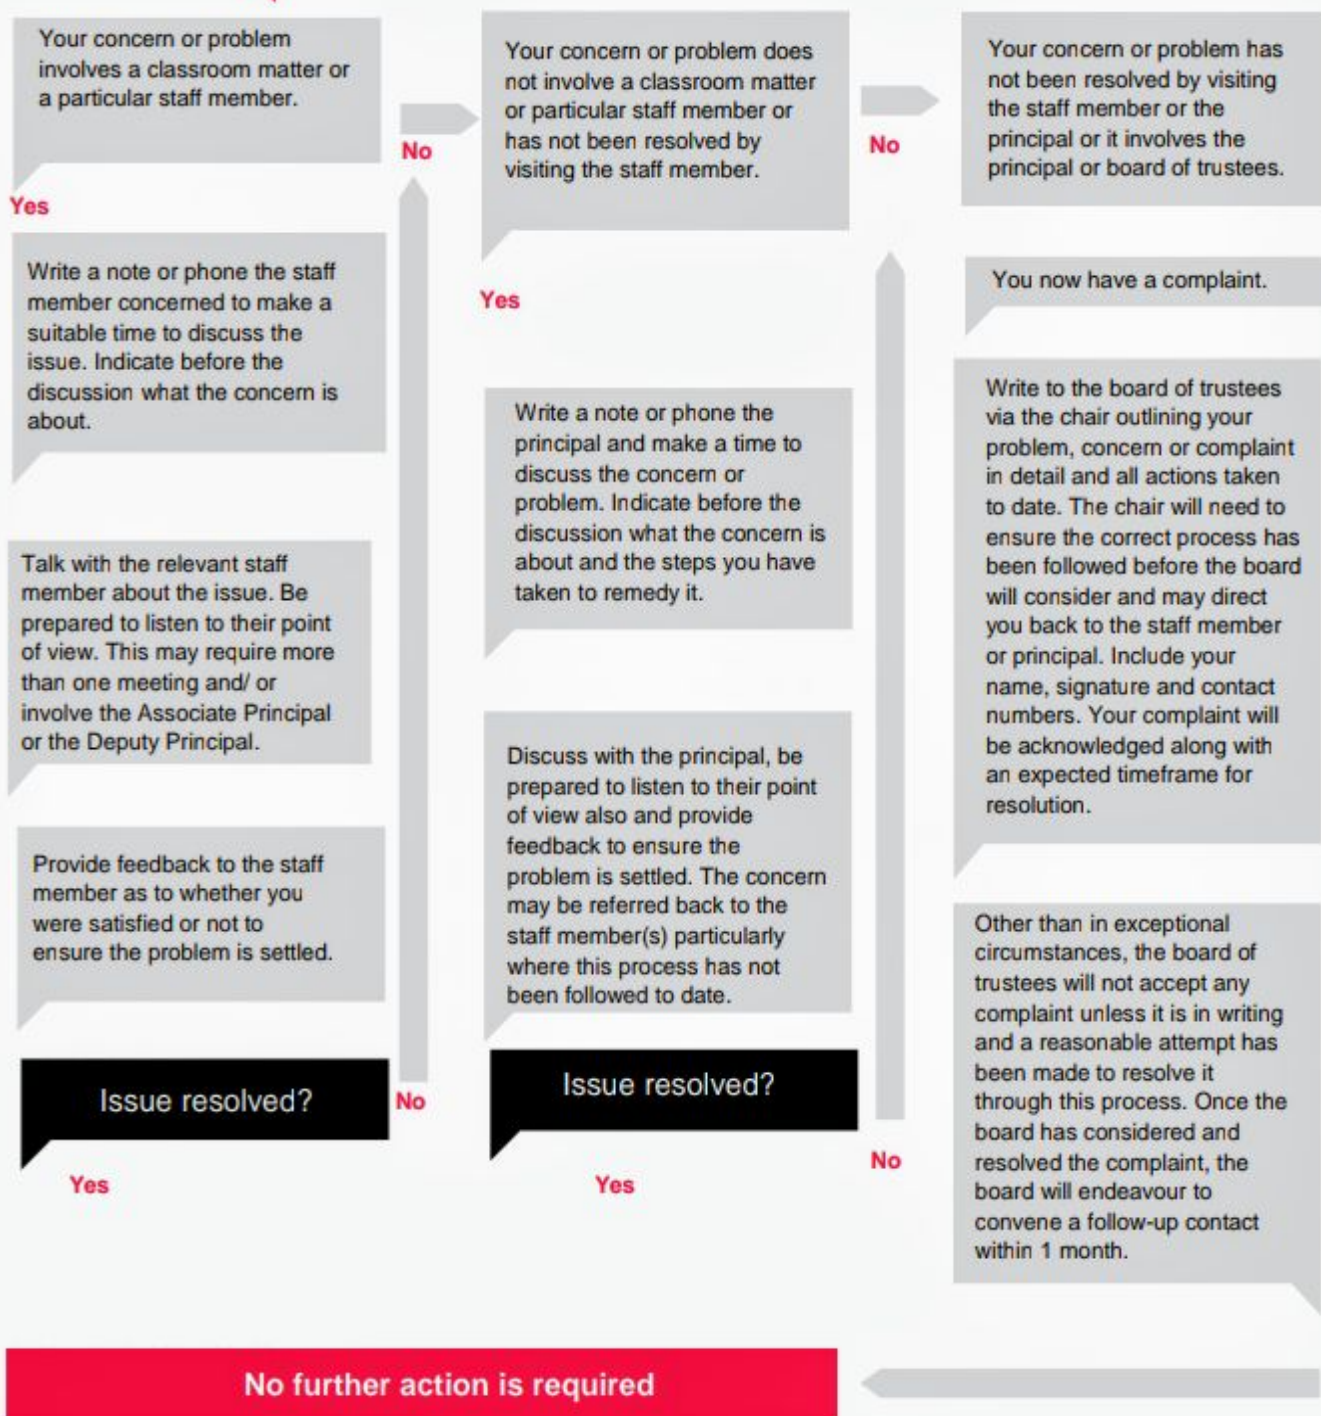 Your concern or problem
involves a classroom matter or
a particular staff member.
No
Yes
Write a note or phone the staff
member concerned to make a
suitable time to discuss the
issue. Indicate before the
discussion what the concern is
about.
Talk with the relevant staff
member about the issue. Be
prepared to listen to their point
of view. This may require more
than one meeting and/ or
involve the Associate Principal
or the Deputy Principal.
Provide feedback to the staff
member as to whether you
were satisfied or not to
ensure the problem is settled.
Issue resolved?
No
Yes
Your concern or problem does
not involve a classroom matter
or particular staff member or
has not been resolved by
visiting the staff member.
No
Yes
Write a note or phone the
principal and make a time to
discuss the concern or
problem. Indicate before the
discussion what the concern is
about and the steps you have
taken to remedy it.
Discuss with the principal, be
prepared to listen to their point
of view also and provide
feedback to ensure the
problem is settled. The concern
may be referred back to the
staff member(s) particularly
where this process has not
been followed to date.
Issue resolved?
No
Yes
Your concern or problem has
not been resolved by visiting
the staff member or the
principal or it involves the
principal or board of trustees.
You now have a complaint.
Write to the board of trustees
via the chair outlining your
problem, concern or complaint
in detail and all actions taken
to date. The chair will need to
ensure the correct process has
been followed before the board
will consider and may direct
you back to the staff member
or principal. Include your
name, signature and contact
numbers. Your complaint will
be acknowledged along with
an expected timeframe for
resolution.
Other than in exceptional
circumstances, the board of
trustees will not accept any
complaint unless it is in writing
and a reasonable attempt has
been made to resolve it
through this process. Once the
board has considered and
resolved the complaint, the
board will endeavour to
convene a follow-up contact
within 1 month.
No further action is required